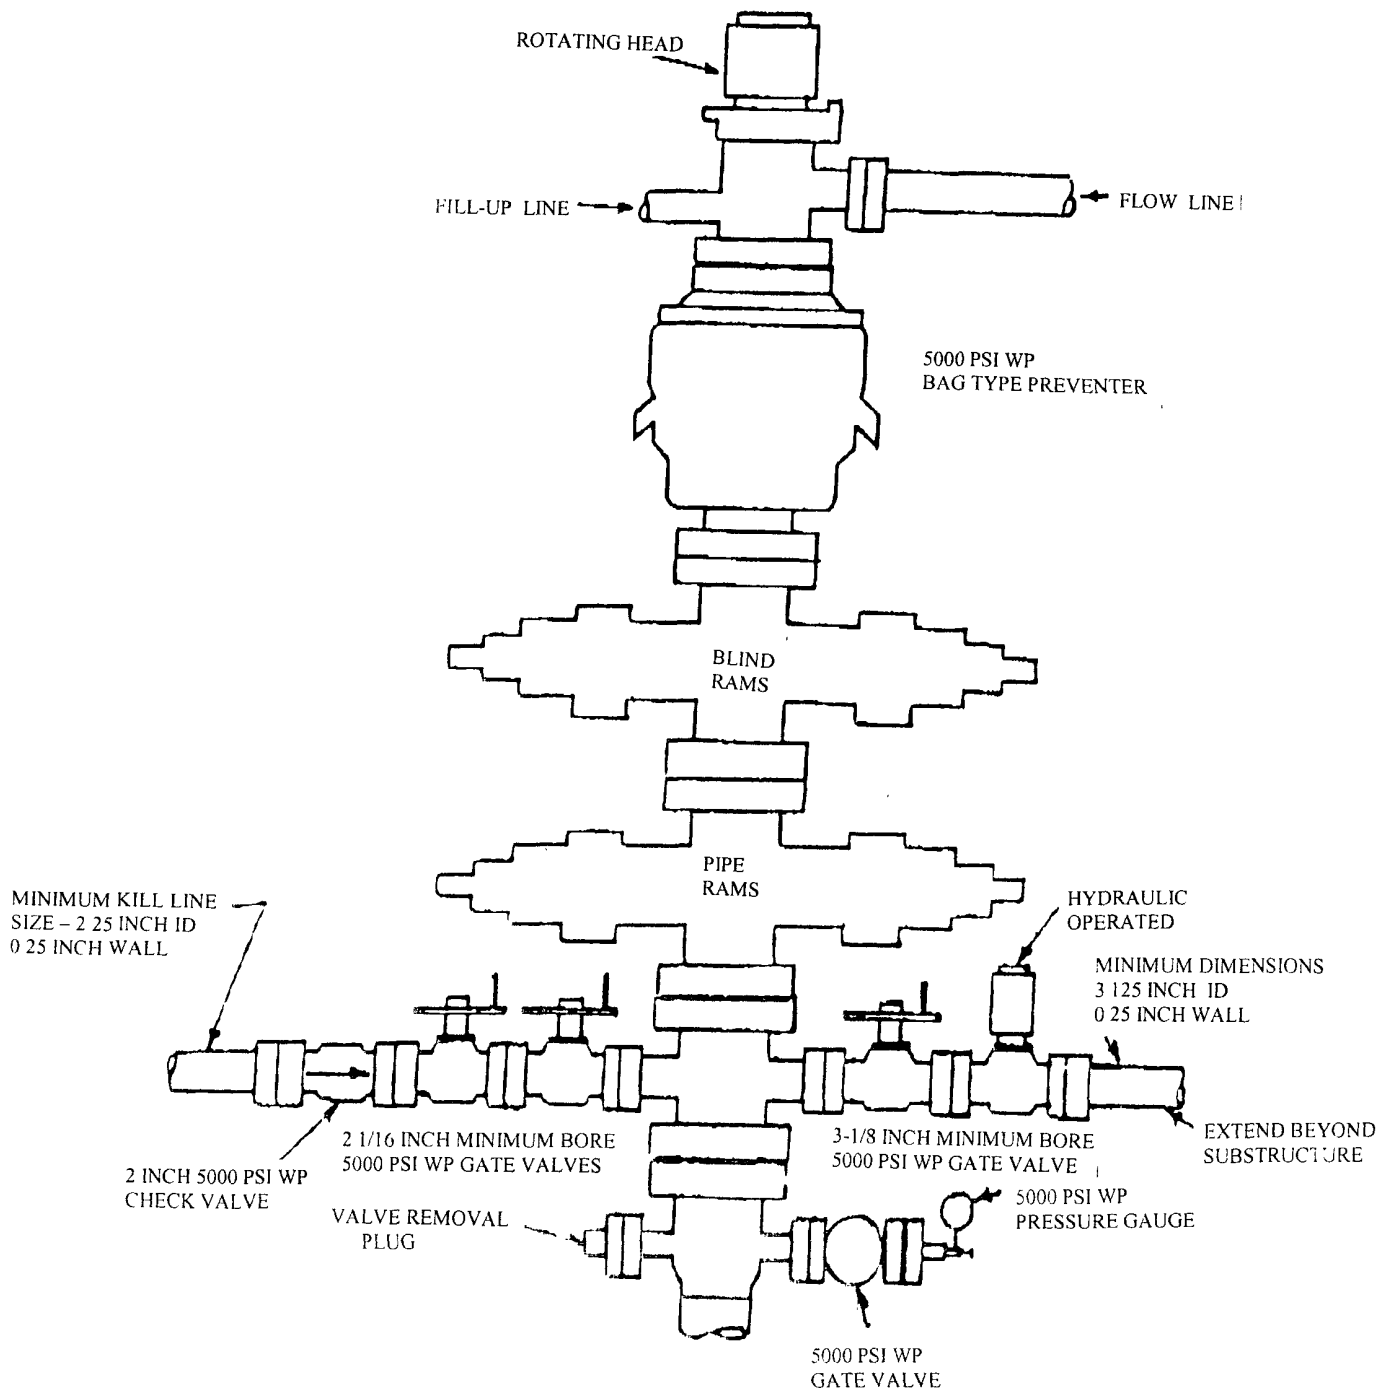 ROTATING HEAD
FILL-UP LINE
FLOW LINE
5000 PSI WP
BAG TYPE PREVENTER
BLIND
RAMS
PIPE
RAMS
MINIMUM KILL LINE
SIZE – 2 25 INCH ID
0 25 INCH WALL
HYDRAULIC
OPERATED
MINIMUM DIMENSIONS
3 125 INCH ID
0 25 INCH WALL
2 1/16 INCH MINIMUM BORE
5000 PSI WP GATE VALVES
3-1/8 INCH MINIMUM BORE
5000 PSI WP GATE VALVE
EXTEND BEYOND
SUBSTRUCTURE
2 INCH 5000 PSI WP
CHECK VALVE
VALVE REMOVAL
PLUG
5000 PSI WP
PRESSURE GAUGE
5000 PSI WP
GATE VALVE